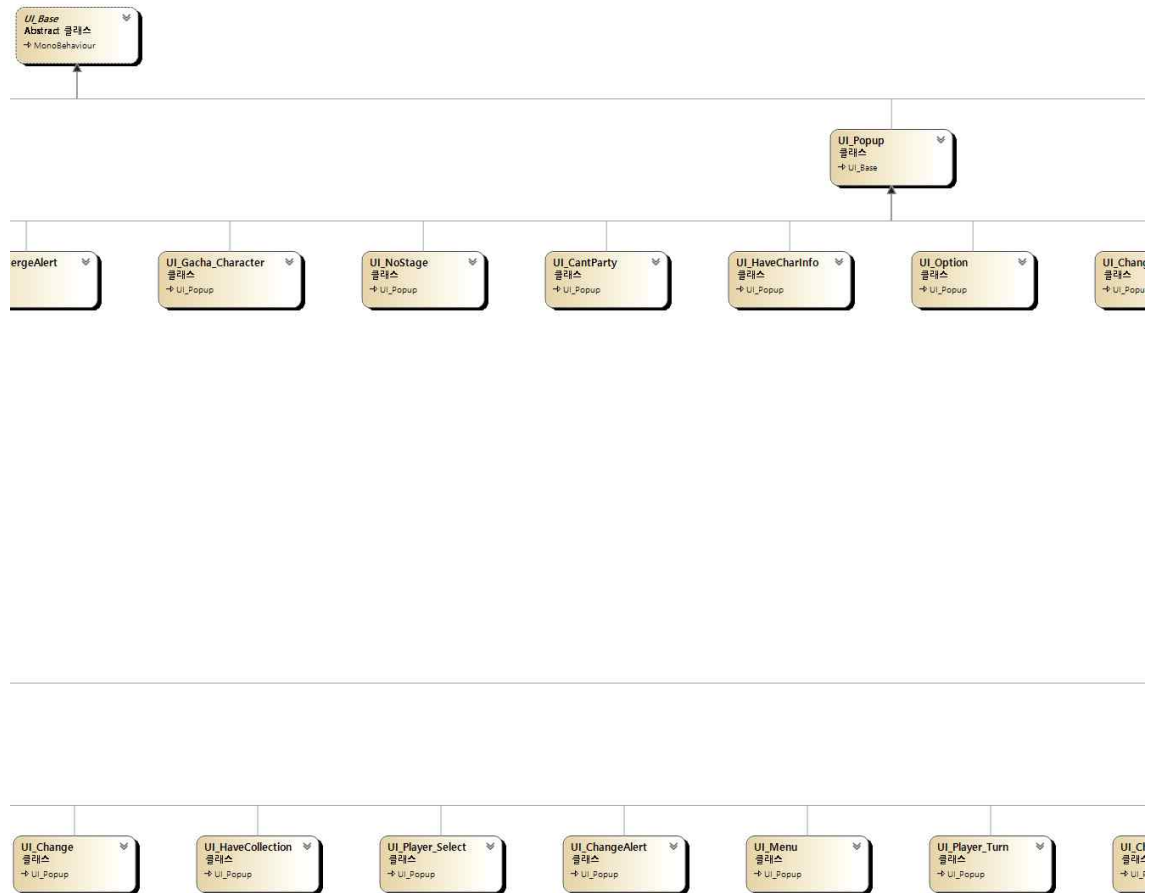 UI_Base
Abstract 클래스
MonoBehaviour
UI_Popup
클래스
UI_Base
ergeAlert
UI_Gacha_Character
클래스
UI_Popup
UI_NoStage
클래스
UI_Popup
UI_CantParty
클래스
UI_Popup
UI_HaveCharInfo
클래스
UI_Popup
UI_Option
클래스
UI_Popup
UI_Chang
클래스
UI_Popu
UI_Change
클래스
UI_Popup
UI_HaveCollection
클래스
UI_Popup
UI_Player_Select
클래스
UI_Popup
UI_ChangeAlert
클래스
UI_Popup
UI_Menu
클래스
UI_Popup
UI_Player_Turn
클래스
UI_Popup
클래스